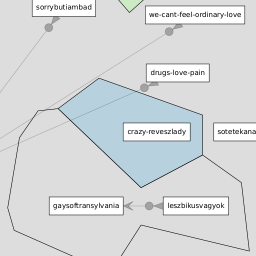 sorrybutiambad
we-cant-feel-ordinary-love
drugs-love-pain
crazy-reveszlady
sotetekana
gaysoftransylvania
leszbikusvagyok